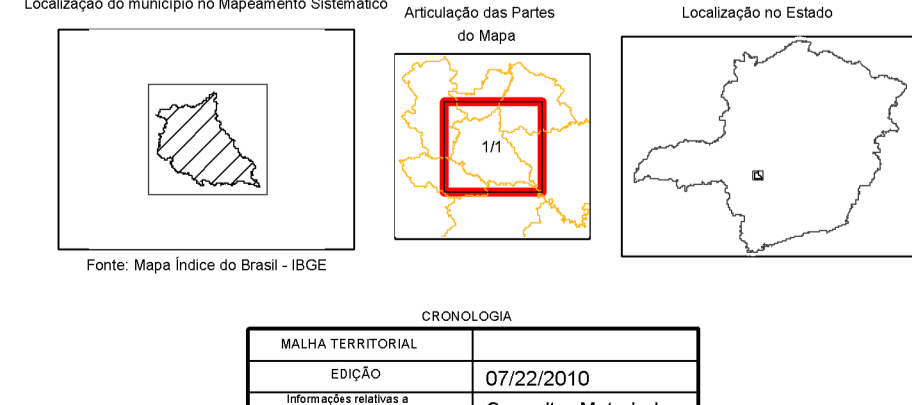 Localização do município no Mapeamento Sistemático
Articulação das Partes
do Mapa
Localização no Estado
1/1
Fonte: Mapa Índice do Brasil - IBGE
CRONOLOGIA
MALHA TERRITORIAL
EDIÇÃO 07/22/2010
Informações relativas a